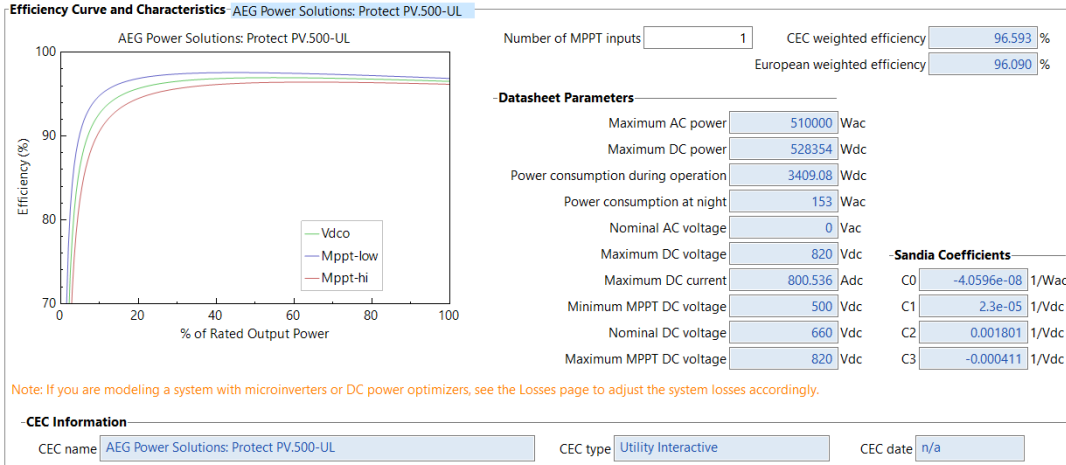 Efficiency Curve and Characteristics AEG Power Solutions: Protect PV.500-UL
AEG Power Solutions: Protect PV.500-UL
100
90
80
70
Efficiency (%)
0 20 40 60 80 100
% of Rated Output Power
Vdco
Mppt-low
Mppt-hi
Number of MPPT inputs 1
CEC weighted efficiency 96.593 %
European weighted efficiency 96.090 %
Datasheet Parameters
Maximum AC power 510000 Wac
Maximum DC power 528354 Wdc
Power consumption during operation 3409.08 Wdc
Power consumption at night 153 Wac
Nominal AC voltage 0 Vac
Maximum DC voltage 820 Vdc
Maximum DC current 800.536 Adc
Minimum MPPT DC voltage 500 Vdc
Nominal DC voltage 660 Vdc
Maximum MPPT DC voltage 820 Vdc
Sandia Coefficients
C0 -4.0596e-08 1/Wac
C1 2.3e-05 1/Vdc
C2 0.001801 1/Vdc
C3 -0.000411 1/Vdc
Note: If you are modeling a system with microinverters or DC power optimizers, see the Losses page to adjust the system losses accordingly.
CEC Information
CEC name AEG Power Solutions: Protect PV.500-UL CEC type Utility Interactive CEC date n/a